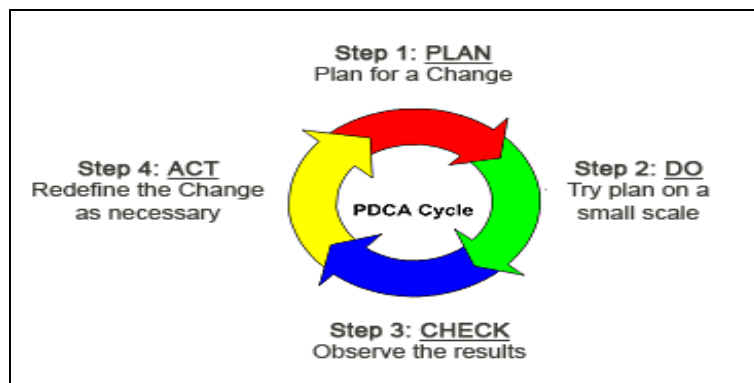 Step 1: PLAN
Plan for a Change
Step 4: ACT
Redefine the Change
as necessary
PDCA Cycle
Step 2: DO
Try plan on a
small scale
Step 3: CHECK
Observe the results